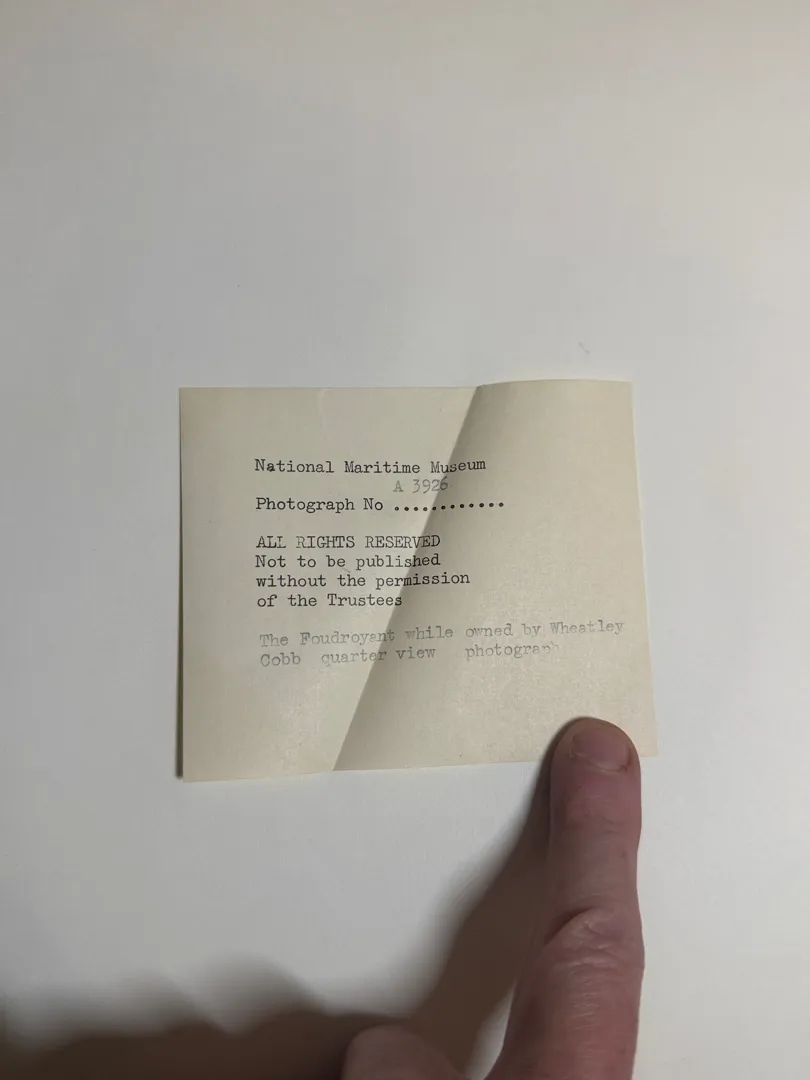 National Maritime Museum
A 3926
Photograph No ............
ALL RIGHTS RESERVED
Not to be published
without the permission
of the Trustees
The Foudroyant while owned by Wheatley
Cobb quarter view photograph